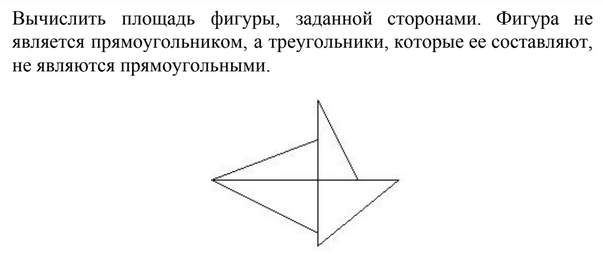 Вычислить площадь фигуры, заданной сторонами. Фигура не
является прямоугольником, а треугольники, которые ее составляют,
не являются прямоугольными.